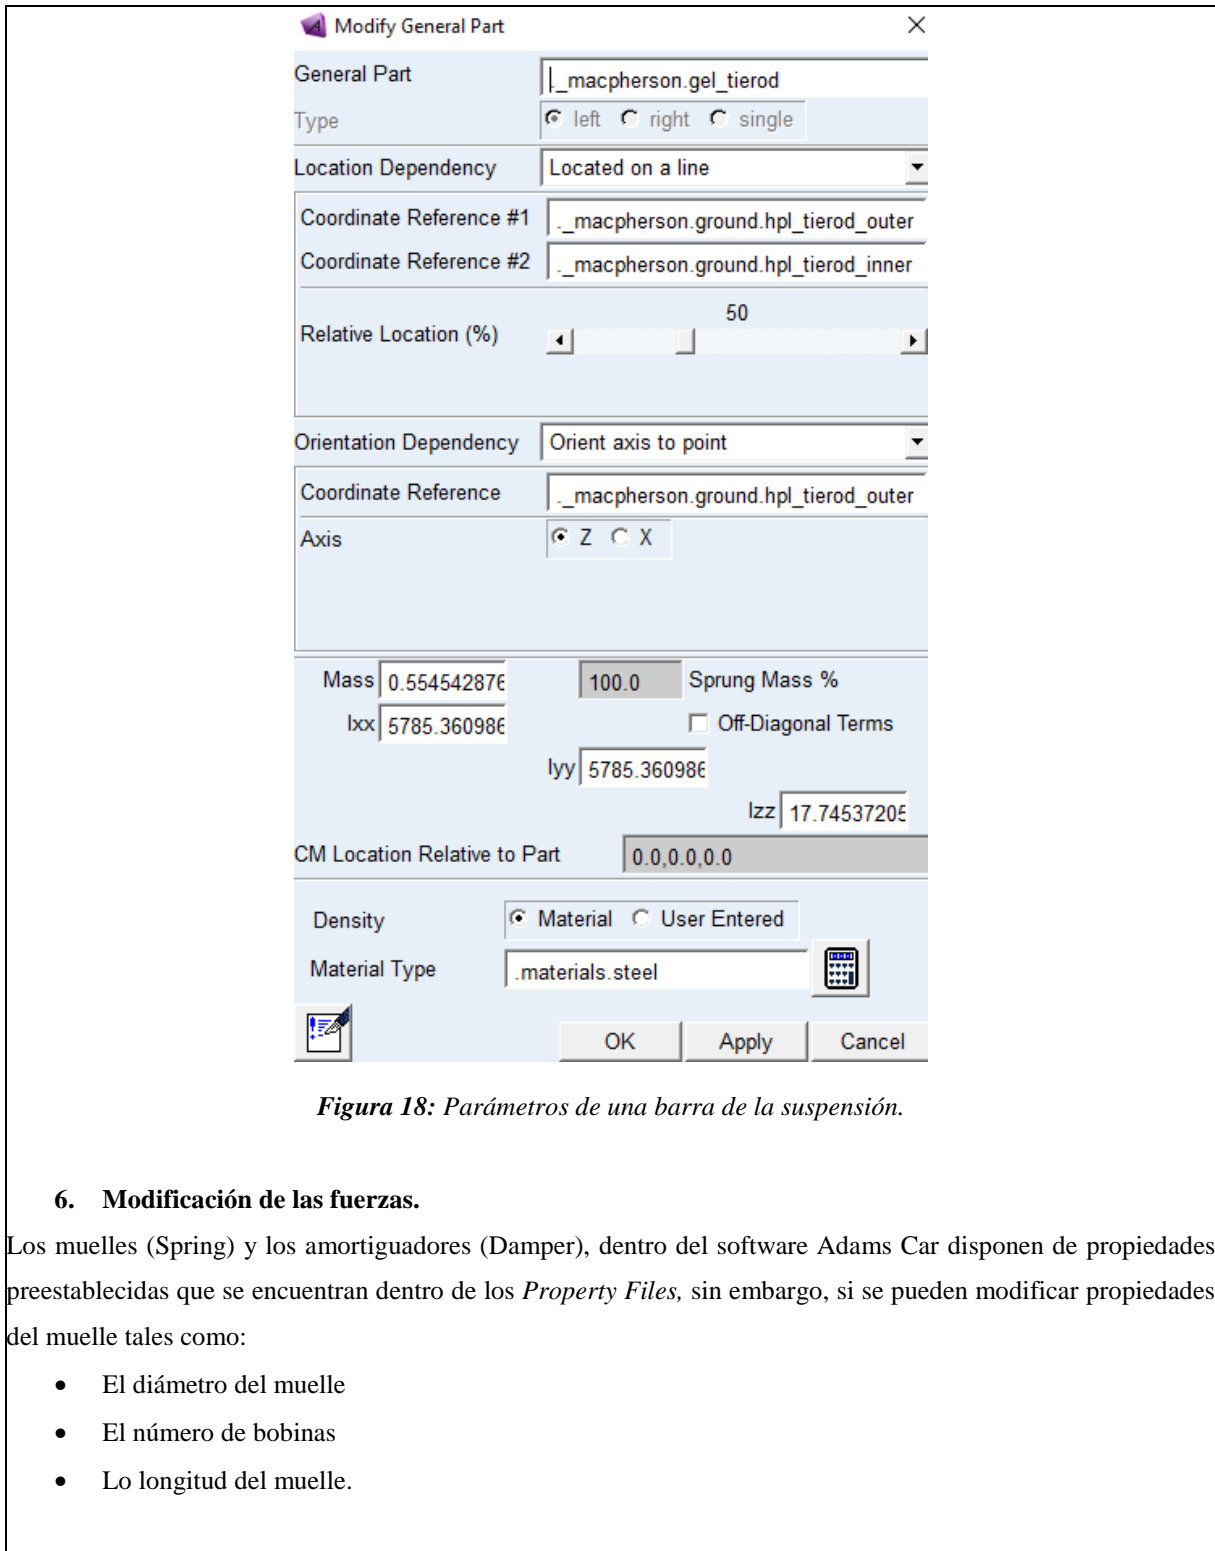 Modify General Part
General Part ._macpherson.gel_tierod
Type left right single
Location Dependency Located on a line
Coordinate Reference #1 ._macpherson.ground.hpl_tierod_outer
Coordinate Reference #2 ._macpherson.ground.hpl_tierod_inner
50
Relative Location (%)
Orientation Dependency Orient axis to point
Coordinate Reference ._macpherson.ground.hpl_tierod_outer
Axis Z X
Mass 0.554542876 100.0 Sprung Mass %
Ixx 5785.360986 Off-Diagonal Terms
Iyy 5785.360986
Izz 17.74537205
CM Location Relative to Part 0.0,0.0,0.0
Density Material User Entered
Material Type .materials.steel
OK Apply Cancel
Figura 18: Parámetros de una barra de la suspensión.
6. Modificación de las fuerzas.
Los muelles (Spring) y los amortiguadores (Damper), dentro del software Adams Car disponen de propiedades
preestablecidas que se encuentran dentro de los Property Files, sin embargo, si se pueden modificar propiedades
del muelle tales como:
• El diámetro del muelle
• El número de bobinas
• Lo longitud del muelle.